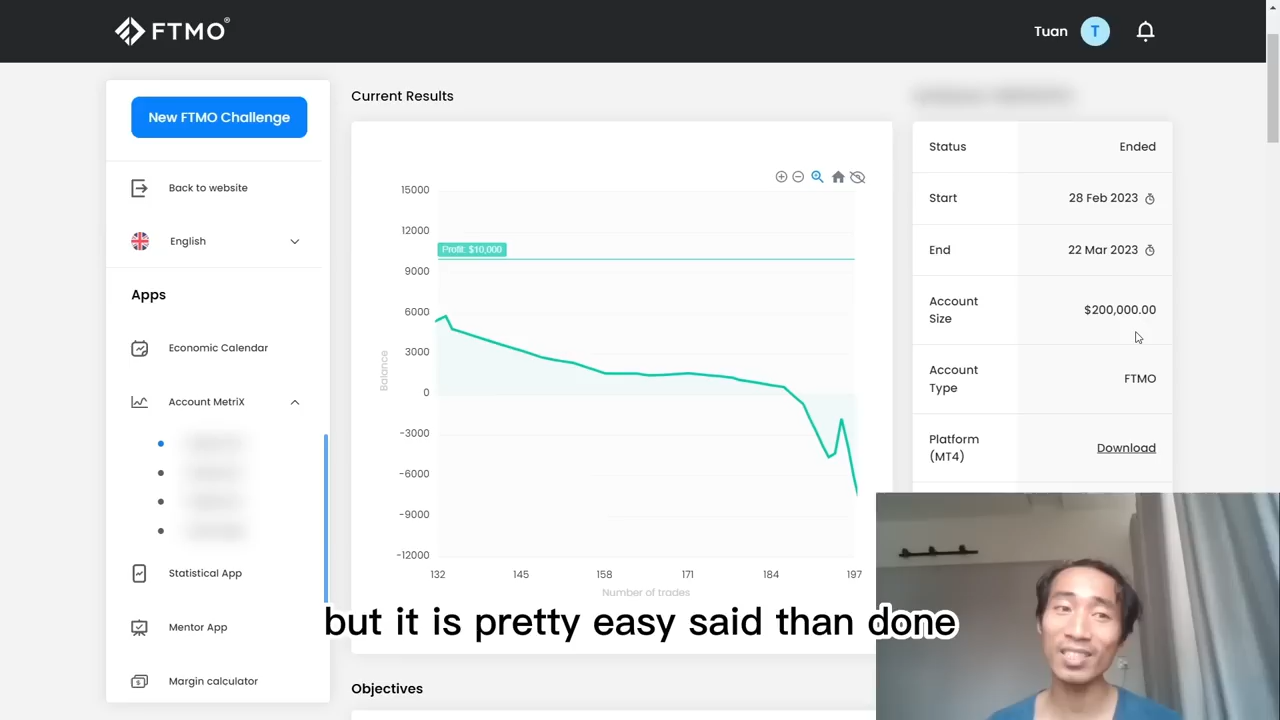 FTMO®
Tuan
T
New FTMO Challenge
Back to website
English
Apps
Economic Calendar
Account MetriX
Statistical App
Mentor App
Margin calculator
Current Results
15000
12000
9000
6000
3000
0
-3000
-6000
-9000
-12000
Profit: $10,000
Balance
132
145
158
171
184
197
Number of trades
Objectives
Status
Ended
Start
28 Feb 2023
End
22 Mar 2023
Account
Size
$200,000.00
Account
Type
FTMO
Platform
(MT4)
Download
but it is pretty easy said than done